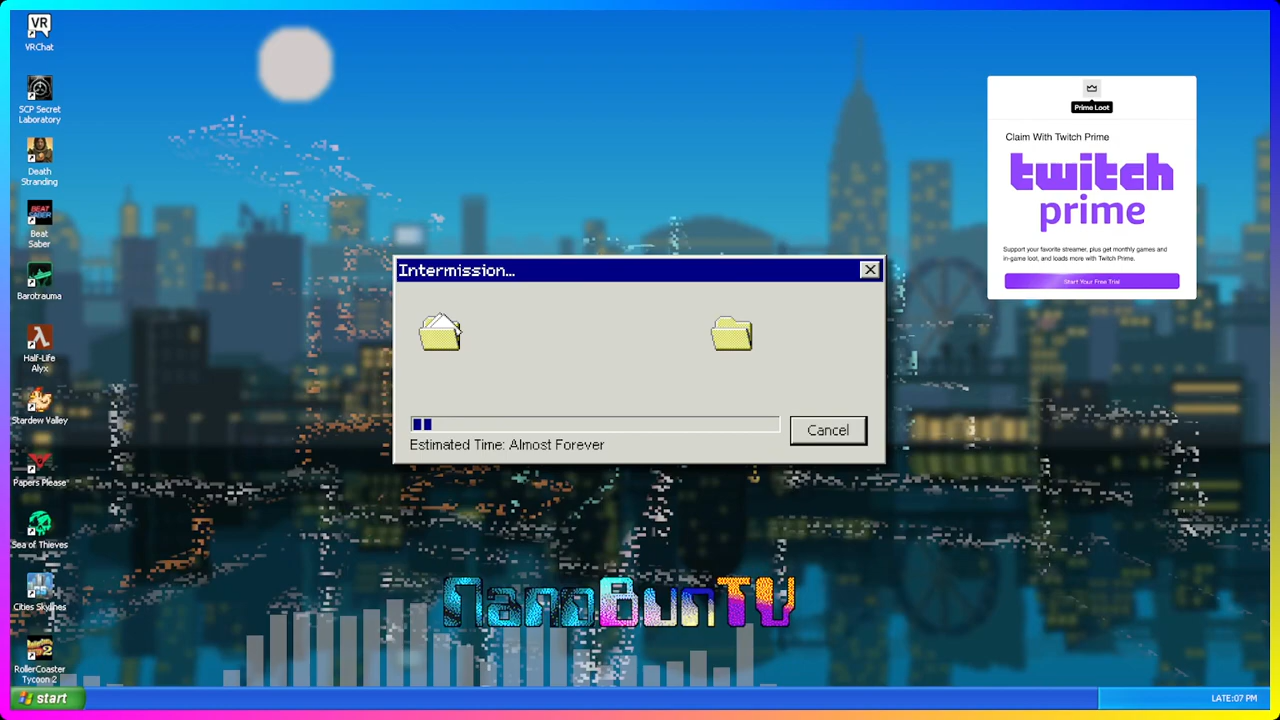 VR
VRChat
SCP Secret
Laboratory
Death
Stranding
BEAT
SABER
Beat
Saber
Barotrauma
Half-Life
Alyx
Stardew Valley
Papers Please
Sea of Thieves
Cities Skylines
RollerCoaster
Tycoon 2
Prime Loot
Claim With Twitch Prime
twitch
prime
Support your favorite streamer, plus get monthly games and
in-game loot, and loads more with Twitch Prime.
Start Your Free Trial
Intermission...
Estimated Time: Almost Forever
Cancel
NanoBunTV
start
LATE:07 PM